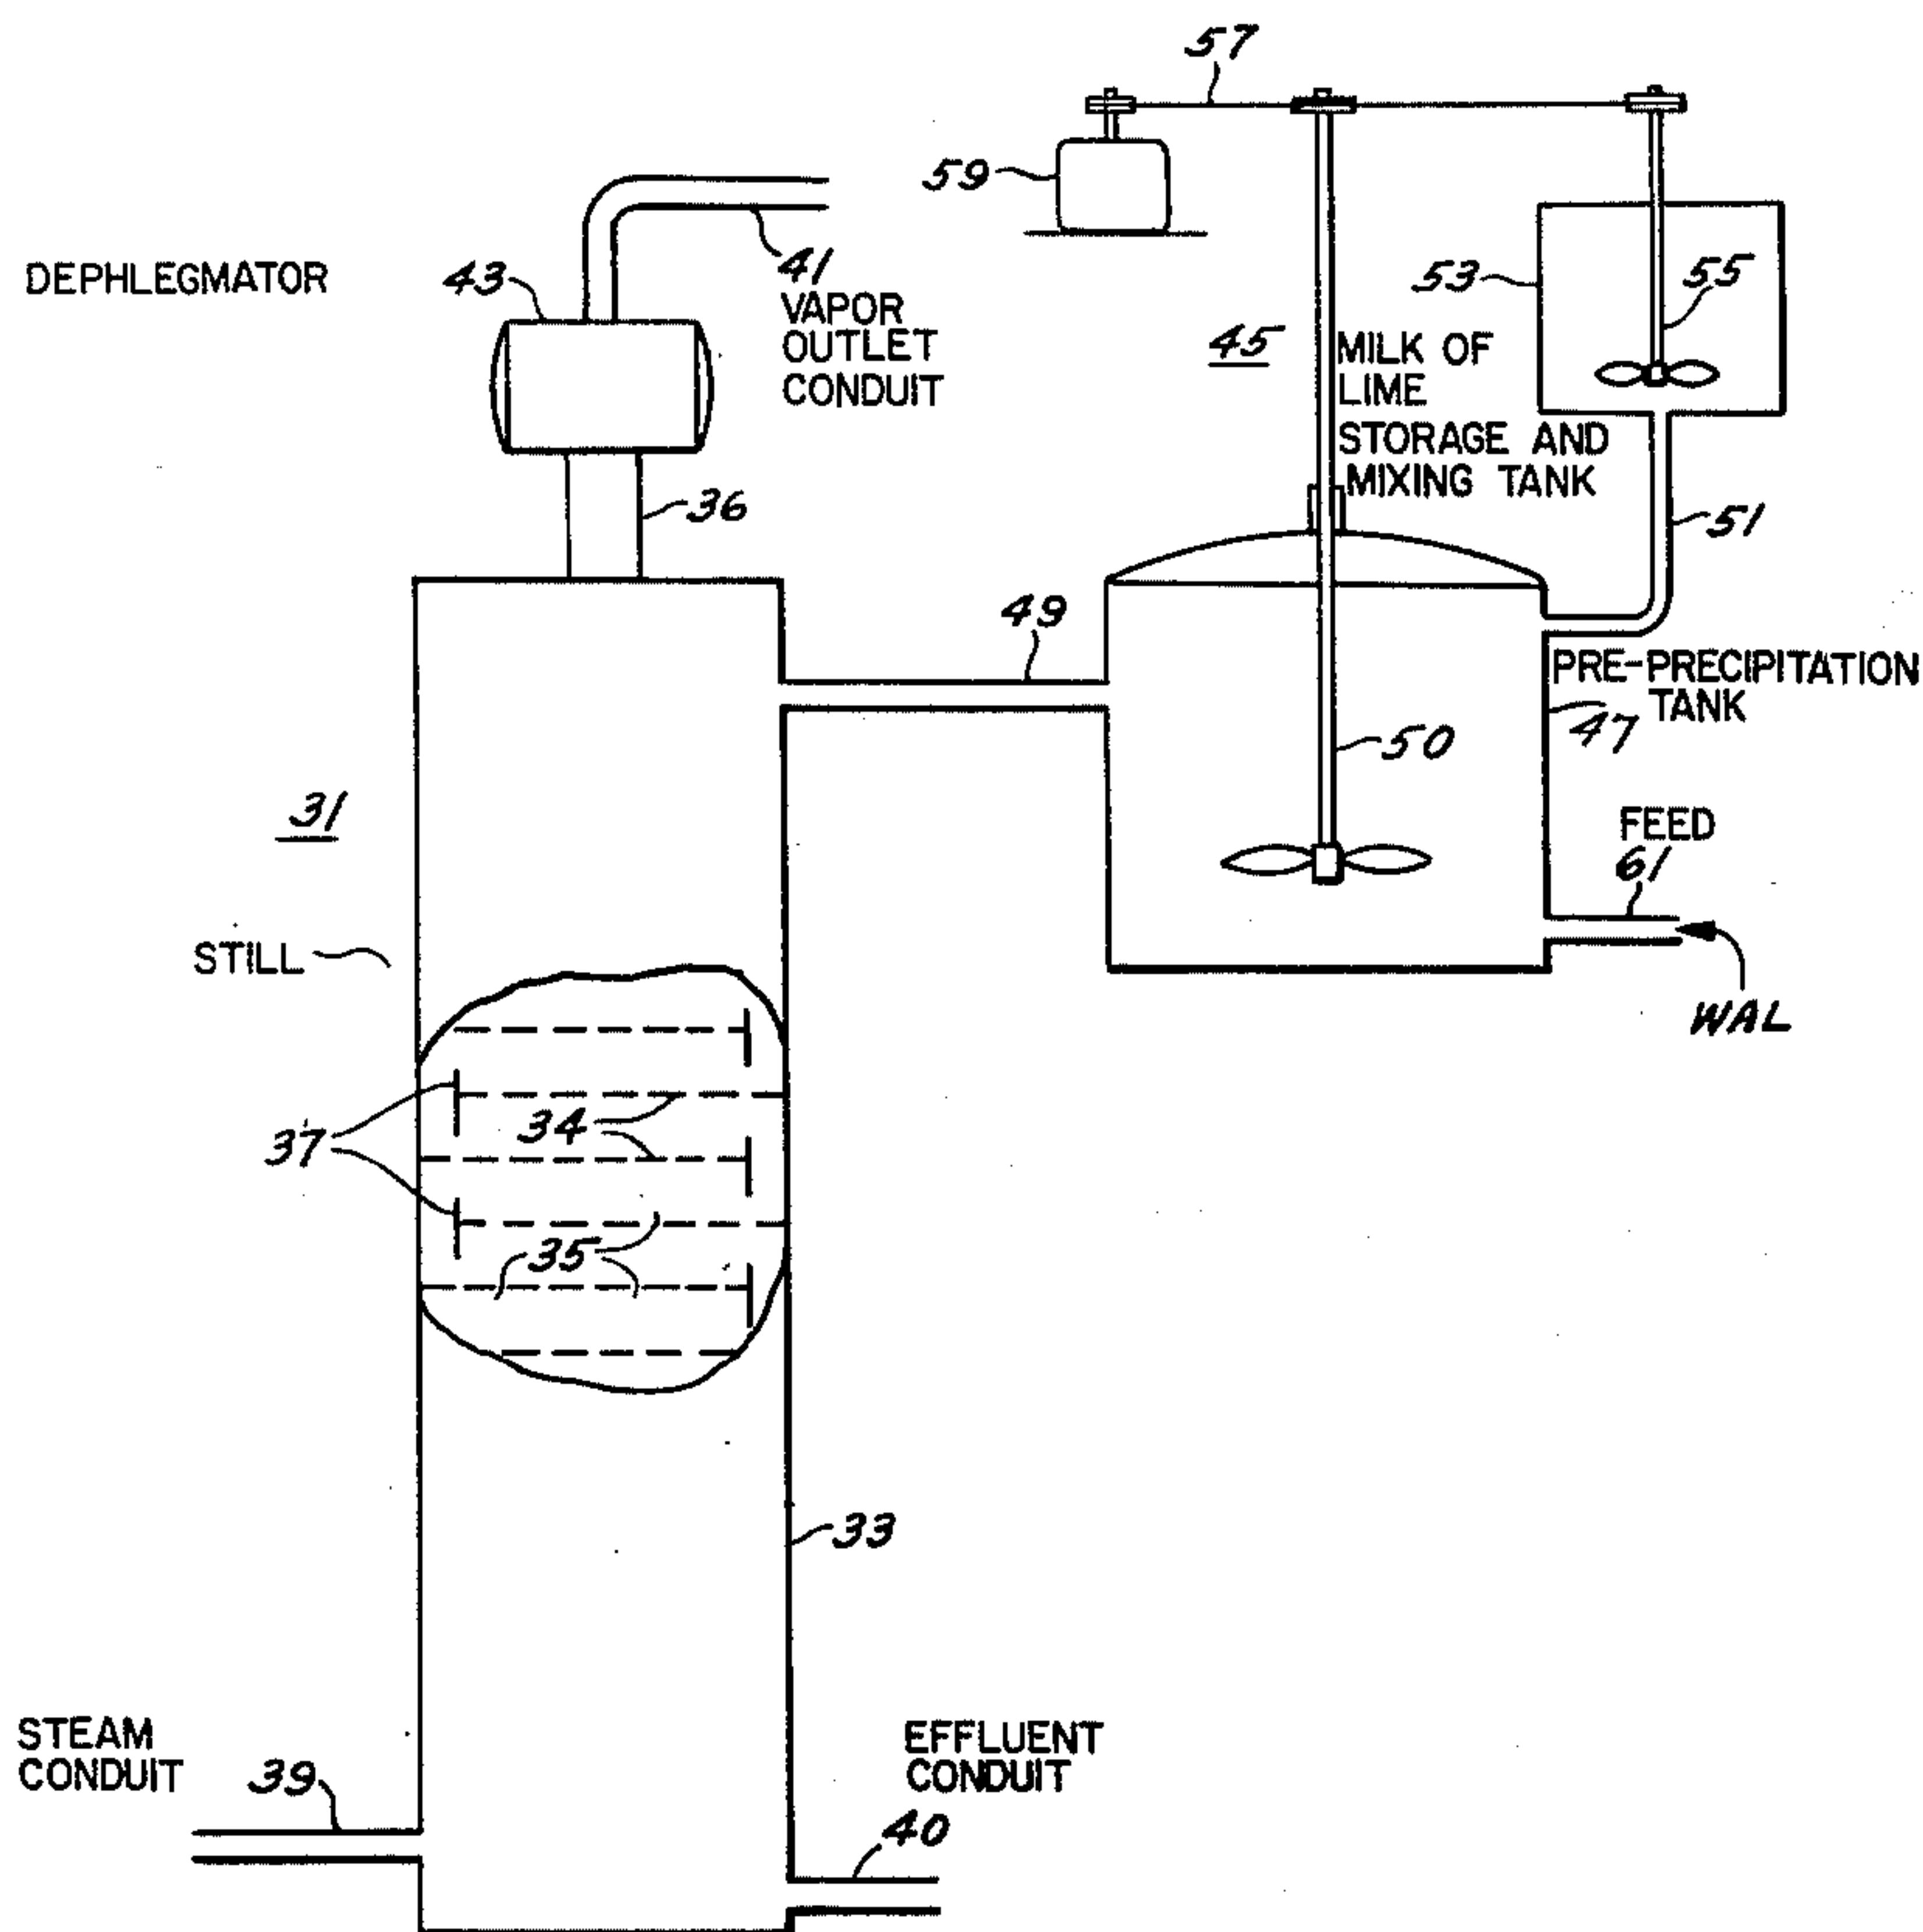 57
59
DEPHLEGMATOR
43
41
VAPOR
OUTLET
CONDUIT
45
MILK OF
LIME
STORAGE AND
MIXING TANK
53
55
36
51
49
PRE-PRECIPITATION
TANK
47
50
31
FEED
61
STILL
WAL
37
34
35
33
STEAM
CONDUIT
39
EFFLUENT
CONDUIT
40